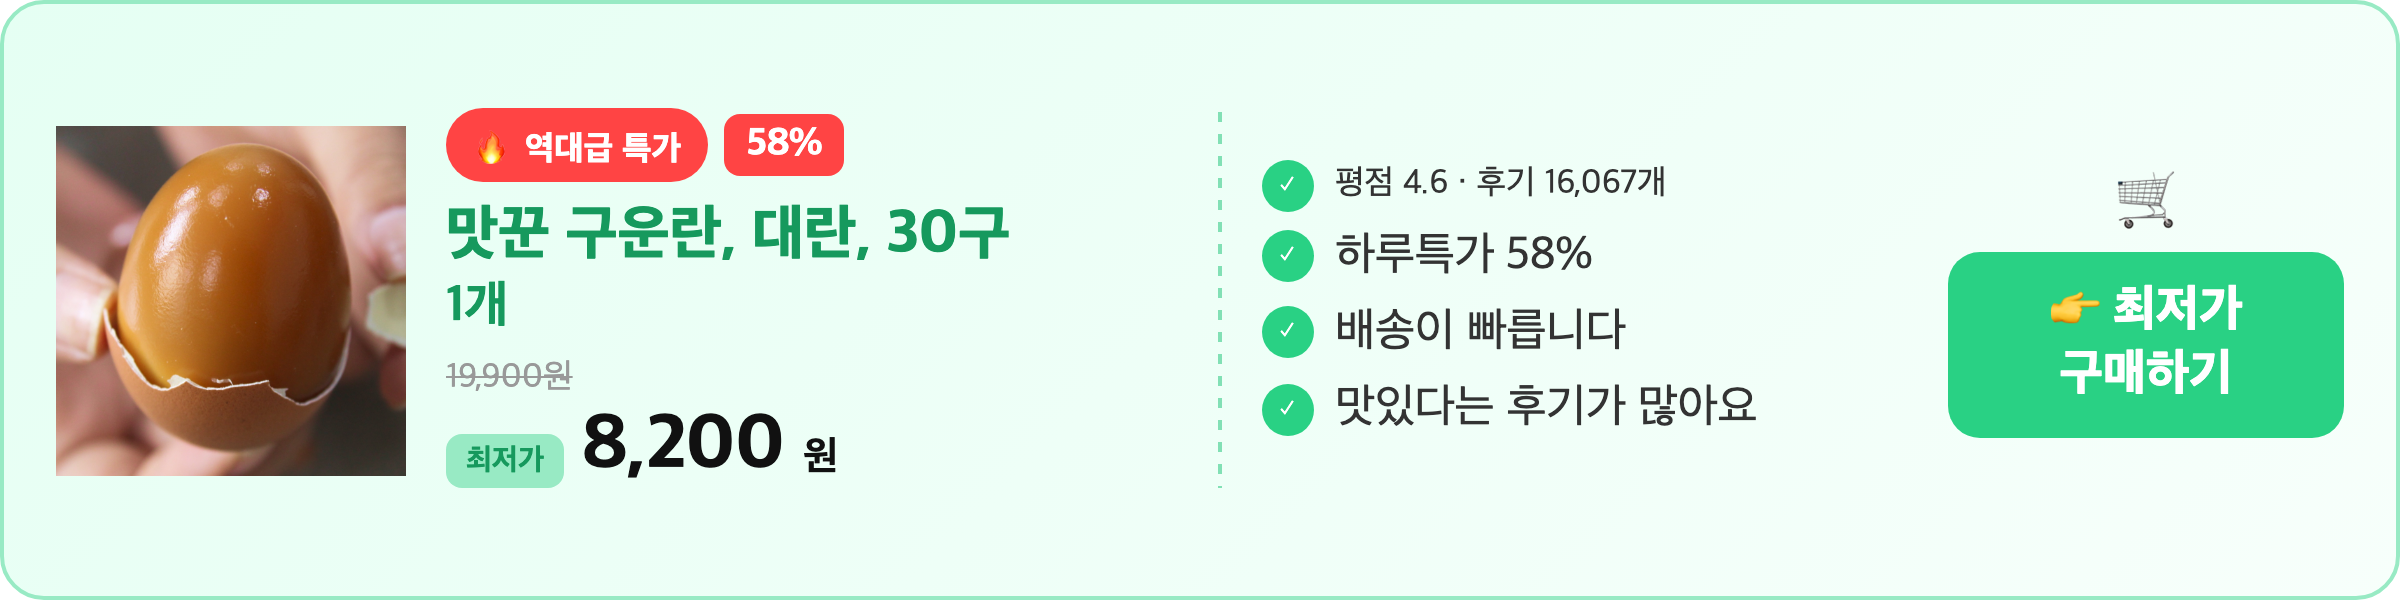 🔥 역대급 특가 58%
맛꾼 구운란, 대란, 30구
1개
19,900원
최저가 8,200 원
✓ 평점 4.6 · 후기 16,067개
✓ 하루특가 58%
✓ 배송이 빠릅니다
✓ 맛있다는 후기가 많아요
👉 최저가
구매하기